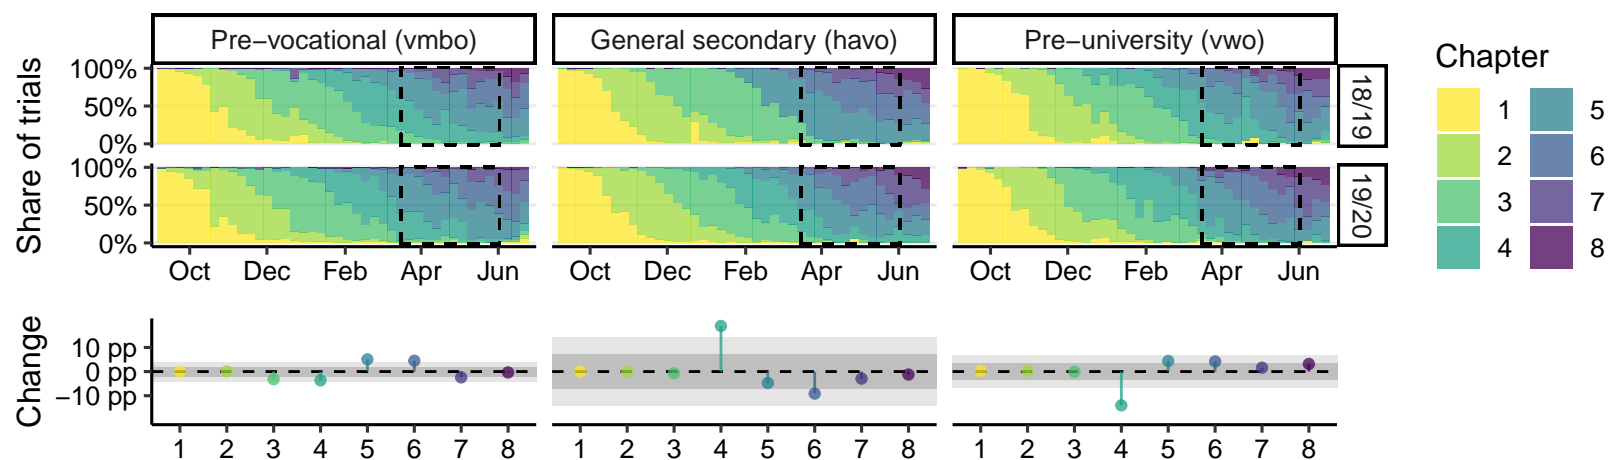 Pre−vocational (vmbo)
General secondary (havo)
Pre−university (vwo)
Share of trials
100%
50%
0%
18/19
Share of trials
100%
50%
0%
19/20
Oct Dec Feb Apr Jun
Oct Dec Feb Apr Jun
Oct Dec Feb Apr Jun
Chapter
1 5
2 6
3 7
4 8
Change
10 pp
0 pp
−10 pp
1 2 3 4 5 6 7 8
1 2 3 4 5 6 7 8
1 2 3 4 5 6 7 8